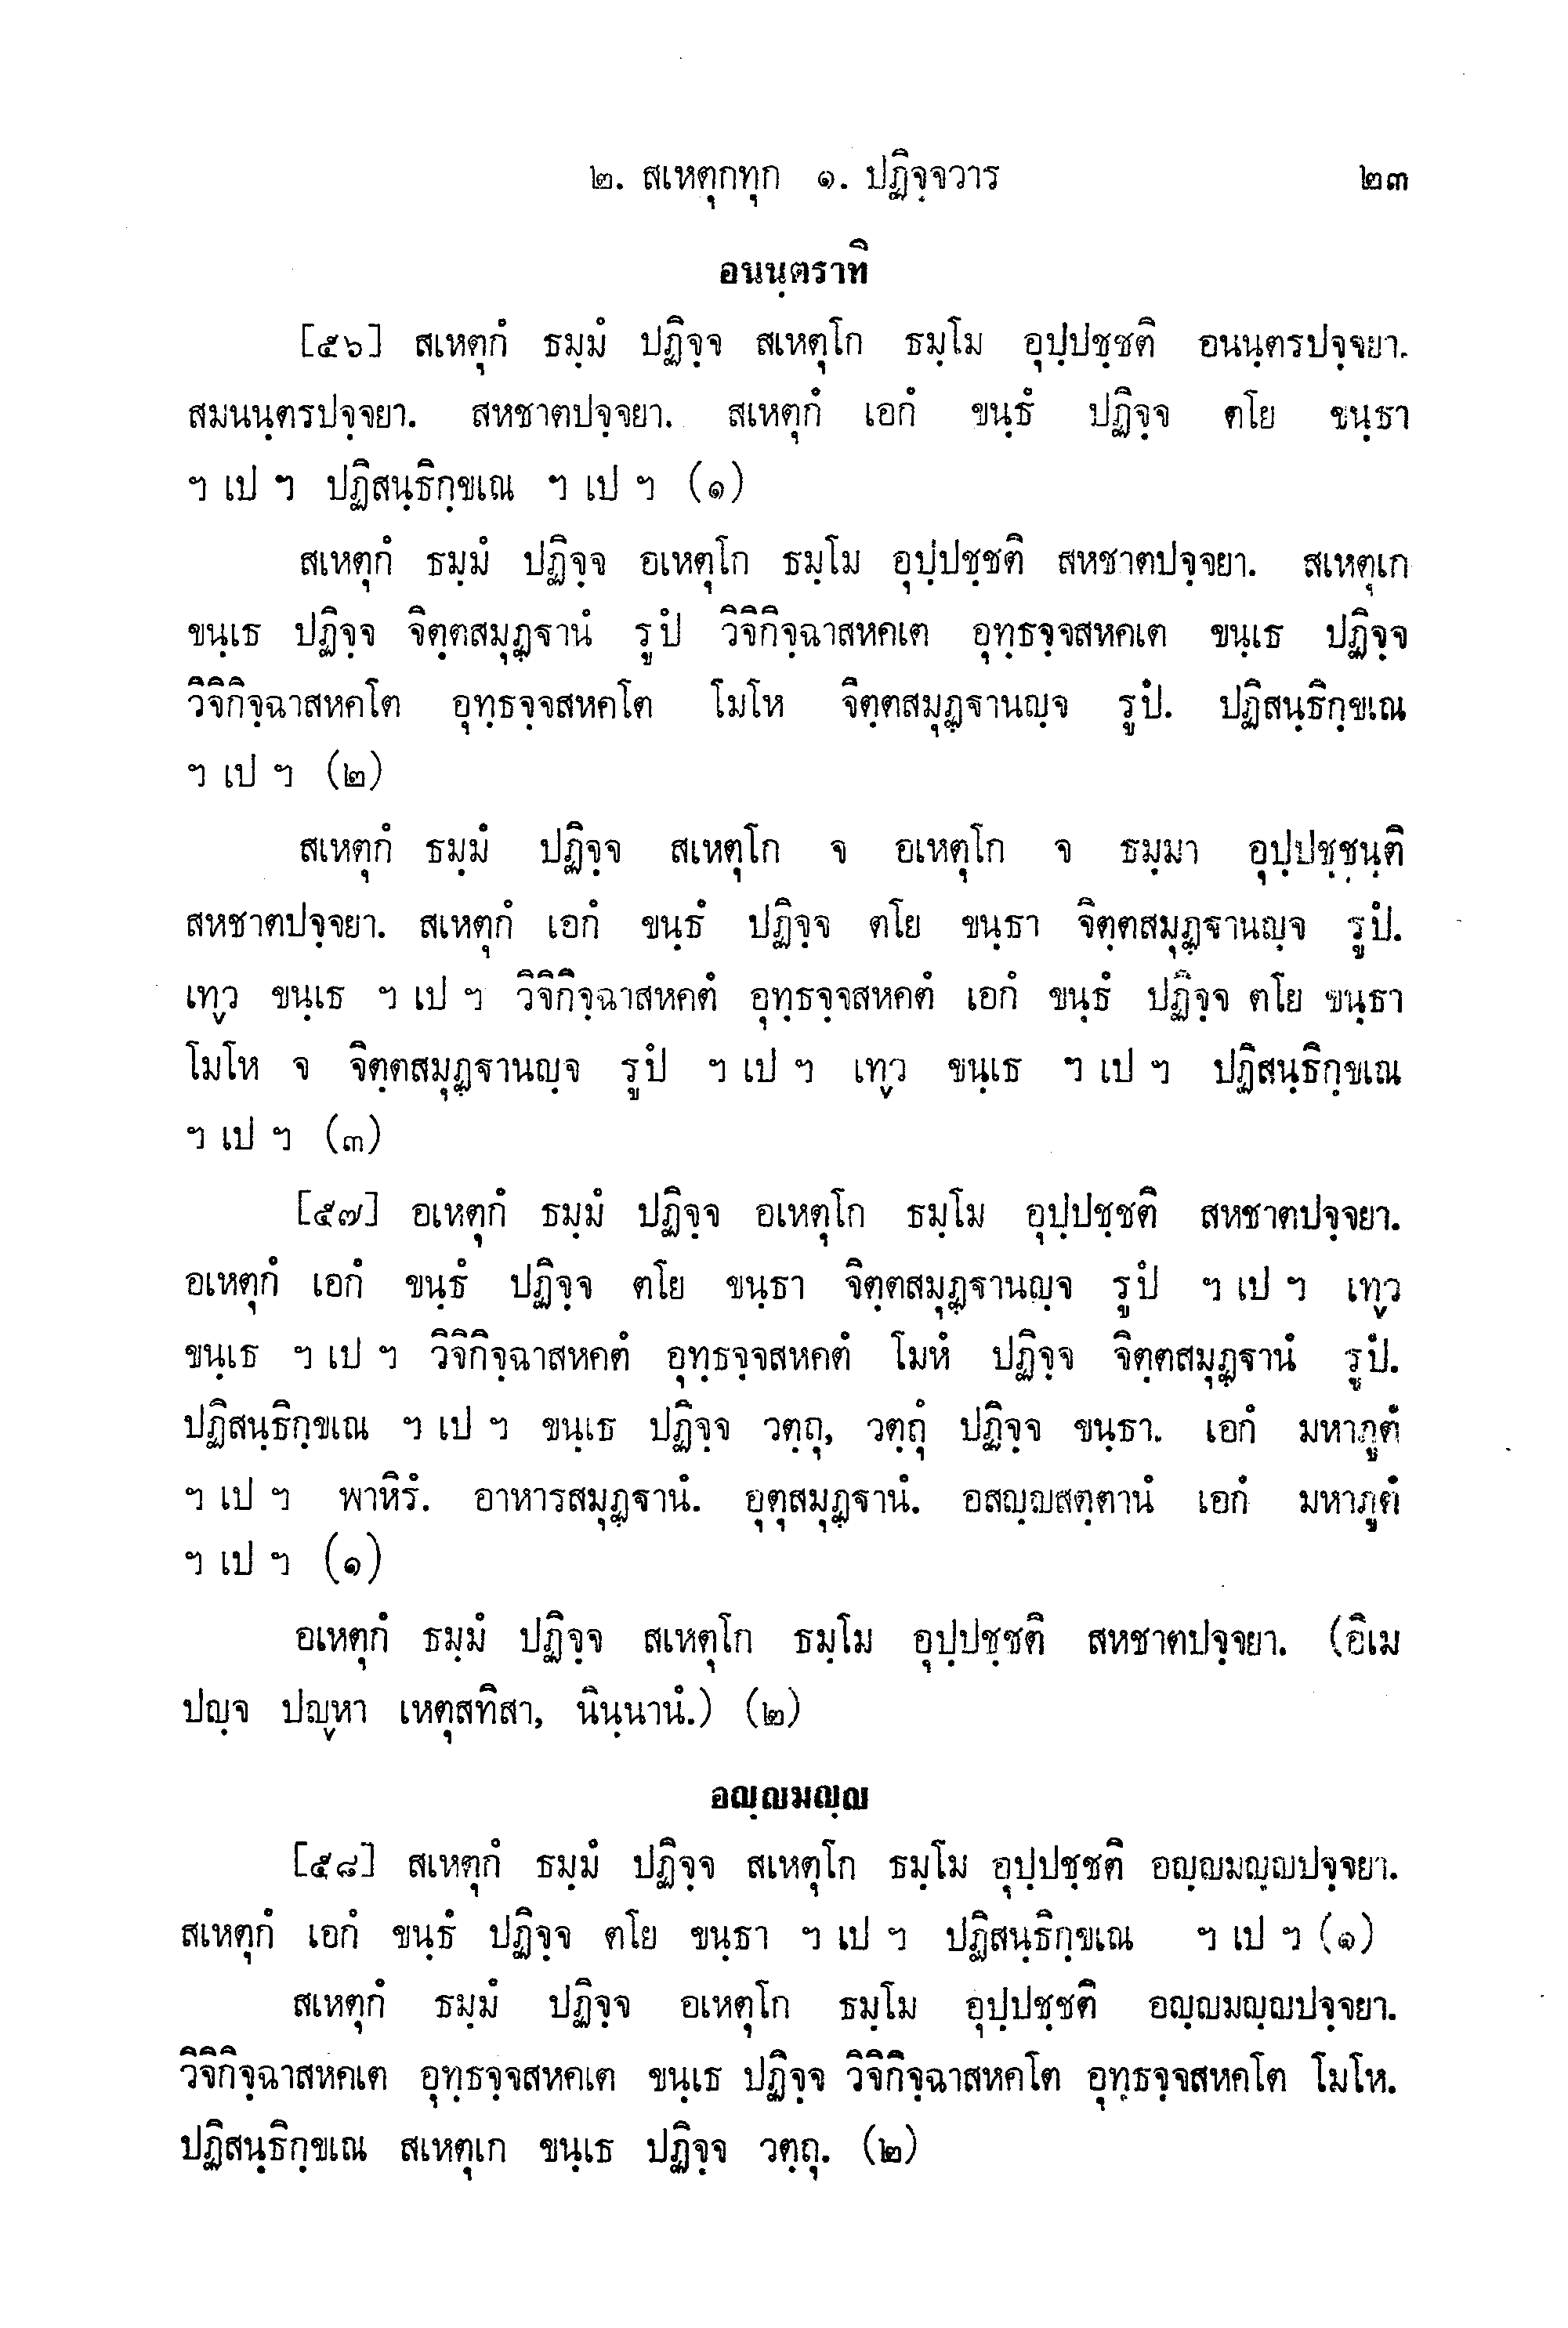 ๒. สเหตุกทุก ๑. ปฏิจฺจวาร ๒๓
อนนฺตราทิ
[๕๖] สเหตุกํ ธมฺมํ ปฏิจฺจ สเหตุโก ธมฺโม อุปฺปชฺชติ อนนฺตรปจฺจยา.
สมนนฺตรปจฺจยา. สหชาตปจฺจยา. สเหตุกํ เอกํ ขนฺธํ ปฏิจฺจ ตโย ขนฺธา
ฯ เป ฯ ปฏิสนฺธิกฺขเณ ฯ เป ฯ (๑)
สเหตุกํ ธมฺมํ ปฏิจฺจ อเหตุโก ธมฺโม อุปฺปชฺชติ สหชาตปจฺจยา. สเหตุเก
ขนฺเธ ปฏิจฺจ จิตฺตสมุฏฺฐานํ รูปํ วิจิกิจฺฉาสหคเต อุทฺธจฺจสหคเต ขนฺเธ ปฏิจฺจ
วิจิกิจฺฉาสหคโต อุทฺธจฺจสหคโต โมโห จิตฺตสมุฏฺฐานญฺจ รูปํ. ปฏิสนฺธิกฺขเณ
ฯ เป ฯ (๒)
สเหตุกํ ธมฺมํ ปฏิจฺจ สเหตุโก จ อเหตุโก จ ธมฺมา อุปฺปชฺชนฺติ
สหชาตปจฺจยา. สเหตุกํ เอกํ ขนฺธํ ปฏิจฺจ ตโย ขนฺธา จิตฺตสมุฏฺฐานญฺจ รูปํ.
เทฺว ขนฺเธ ฯ เป ฯ วิจิกิจฺฉาสหคตํ อุทฺธจฺจสหคตํ เอกํ ขนฺธํ ปฏิจฺจ ตโย ขนฺธา
โมโห จ จิตฺตสมุฏฺฐานญฺจ รูปํ ฯ เป ฯ เทฺว ขนฺเธ ฯ เป ฯ ปฏิสนฺธิกฺขเณ
ฯ เป ฯ (๓)
[๕๗] อเหตุกํ ธมฺมํ ปฏิจฺจ อเหตุโก ธมฺโม อุปฺปชฺชติ สหชาตปจฺจยา.
อเหตุกํ เอกํ ขนฺธํ ปฏิจฺจ ตโย ขนฺธา จิตฺตสมุฏฺฐานญฺจ รูปํ ฯ เป ฯ เทฺว
ขนฺเธ ฯ เป ฯ วิจิกิจฺฉาสหคตํ อุทฺธจฺจสหคตํ โมหํ ปฏิจฺจ จิตฺตสมุฏฺฐานํ รูปํ.
ปฏิสนฺธิกฺขเณ ฯ เป ฯ ขนฺเธ ปฏิจฺจ วตฺถุ, วตฺถุํ ปฏิจฺจ ขนฺธา. เอกํ มหาภูตํ
ฯ เป ฯ พาหิรํ. อาหารสมุฏฺฐานํ. อุตุสมุฏฺฐานํ. อสญฺญสตฺตานํ เอกํ มหาภูตํ
ฯ เป ฯ (๑)
อเหตุกํ ธมฺมํ ปฏิจฺจ สเหตุโก ธมฺโม อุปฺปชฺชติ สหชาตปจฺจยา. (อิเม
ปญฺจ ปญฺหา เหตุสทิสา, นินฺนานํ.) (๒)
อญฺญมญฺญ
[๕๘] สเหตุกํ ธมฺมํ ปฏิจฺจ สเหตุโก ธมฺโม อุปฺปชฺชติ อญฺญมญฺญปจฺจยา.
สเหตุกํ เอกํ ขนฺธํ ปฏิจฺจ ตโย ขนฺธา ฯ เป ฯ ปฏิสนฺธิกฺขเณ ฯ เป ฯ (๑)
สเหตุกํ ธมฺมํ ปฏิจฺจ อเหตุโก ธมฺโม อุปฺปชฺชติ อญฺญมญฺญปจฺจยา.
วิจิกิจฺฉาสหคเต อุทฺธจฺจสหคเต ขนฺเธ ปฏิจฺจ วิจิกิจฺฉาสหคโต อุทฺธจฺจสหคโต โมโห.
ปฏิสนฺธิกฺขเณ สเหตุเก ขนฺเธ ปฏิจฺจ วตฺถุ. (๒)